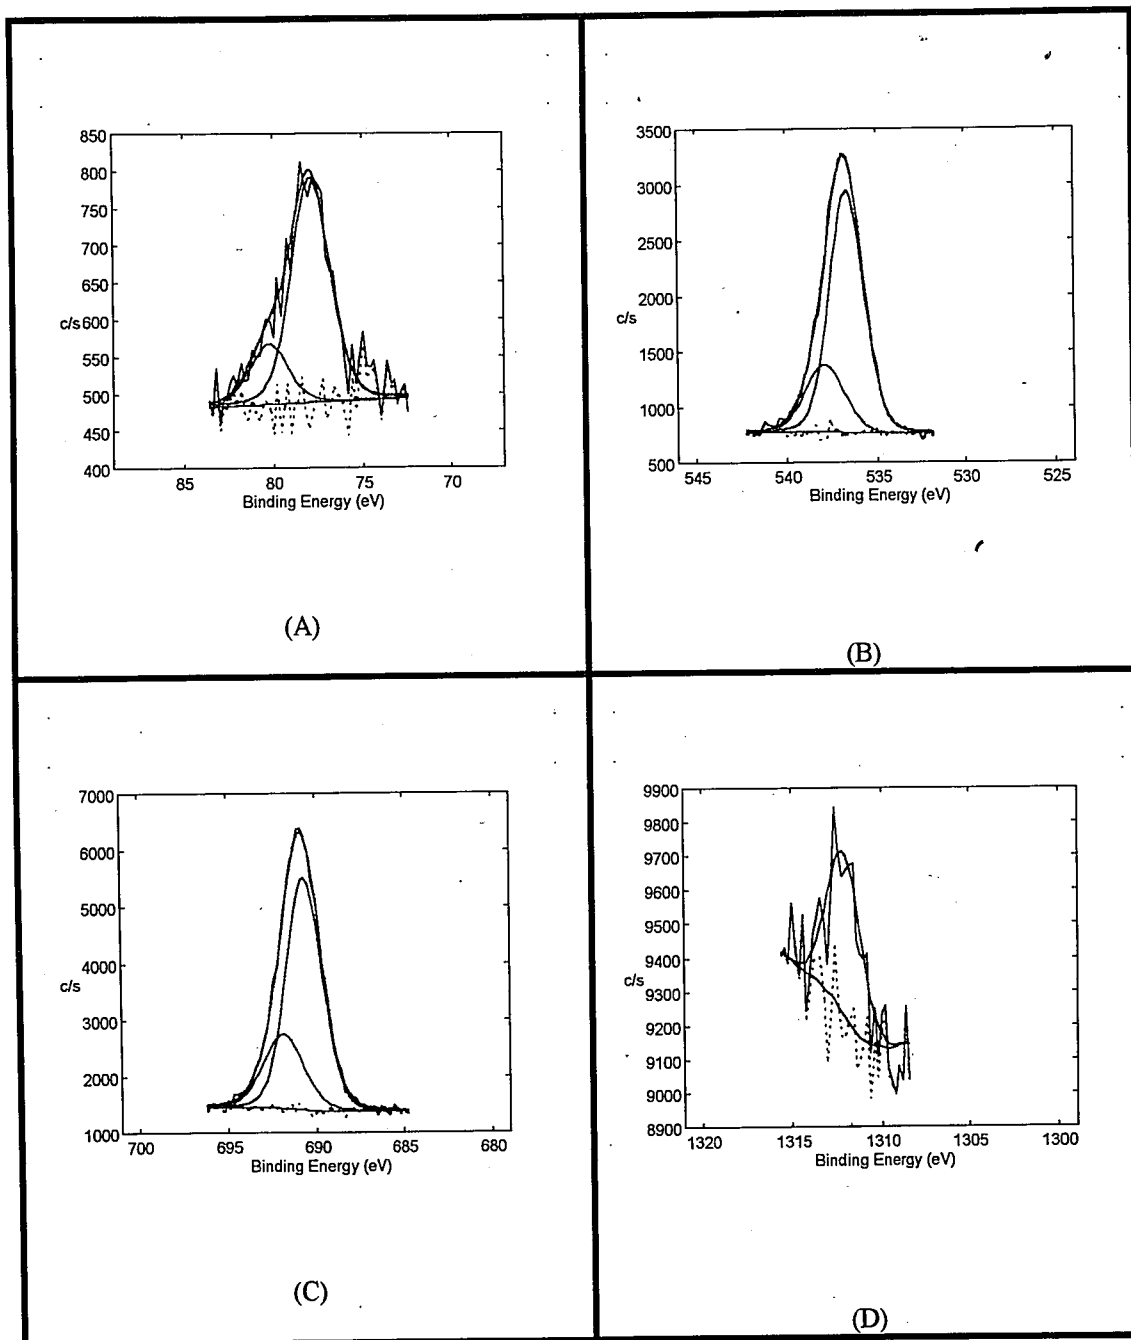 850
800
750
700
650
c/s 600
550
500
450
400
85 80 75 70
Binding Energy (eV)
(A)
3500
3000
2500
2000
c/s
1500
1000
500
545 540 535 530 525
Binding Energy (eV)
(B)
7000
6000
5000
4000
c/s
3000
2000
1000
700 695 690 685 680
Binding Energy (eV)
(C)
9900
9800
9700
9600
9500
9400
c/s
9300
9200
9100
9000
8900
1320 1315 1310 1305 1300
Binding Energy (eV)
(D)